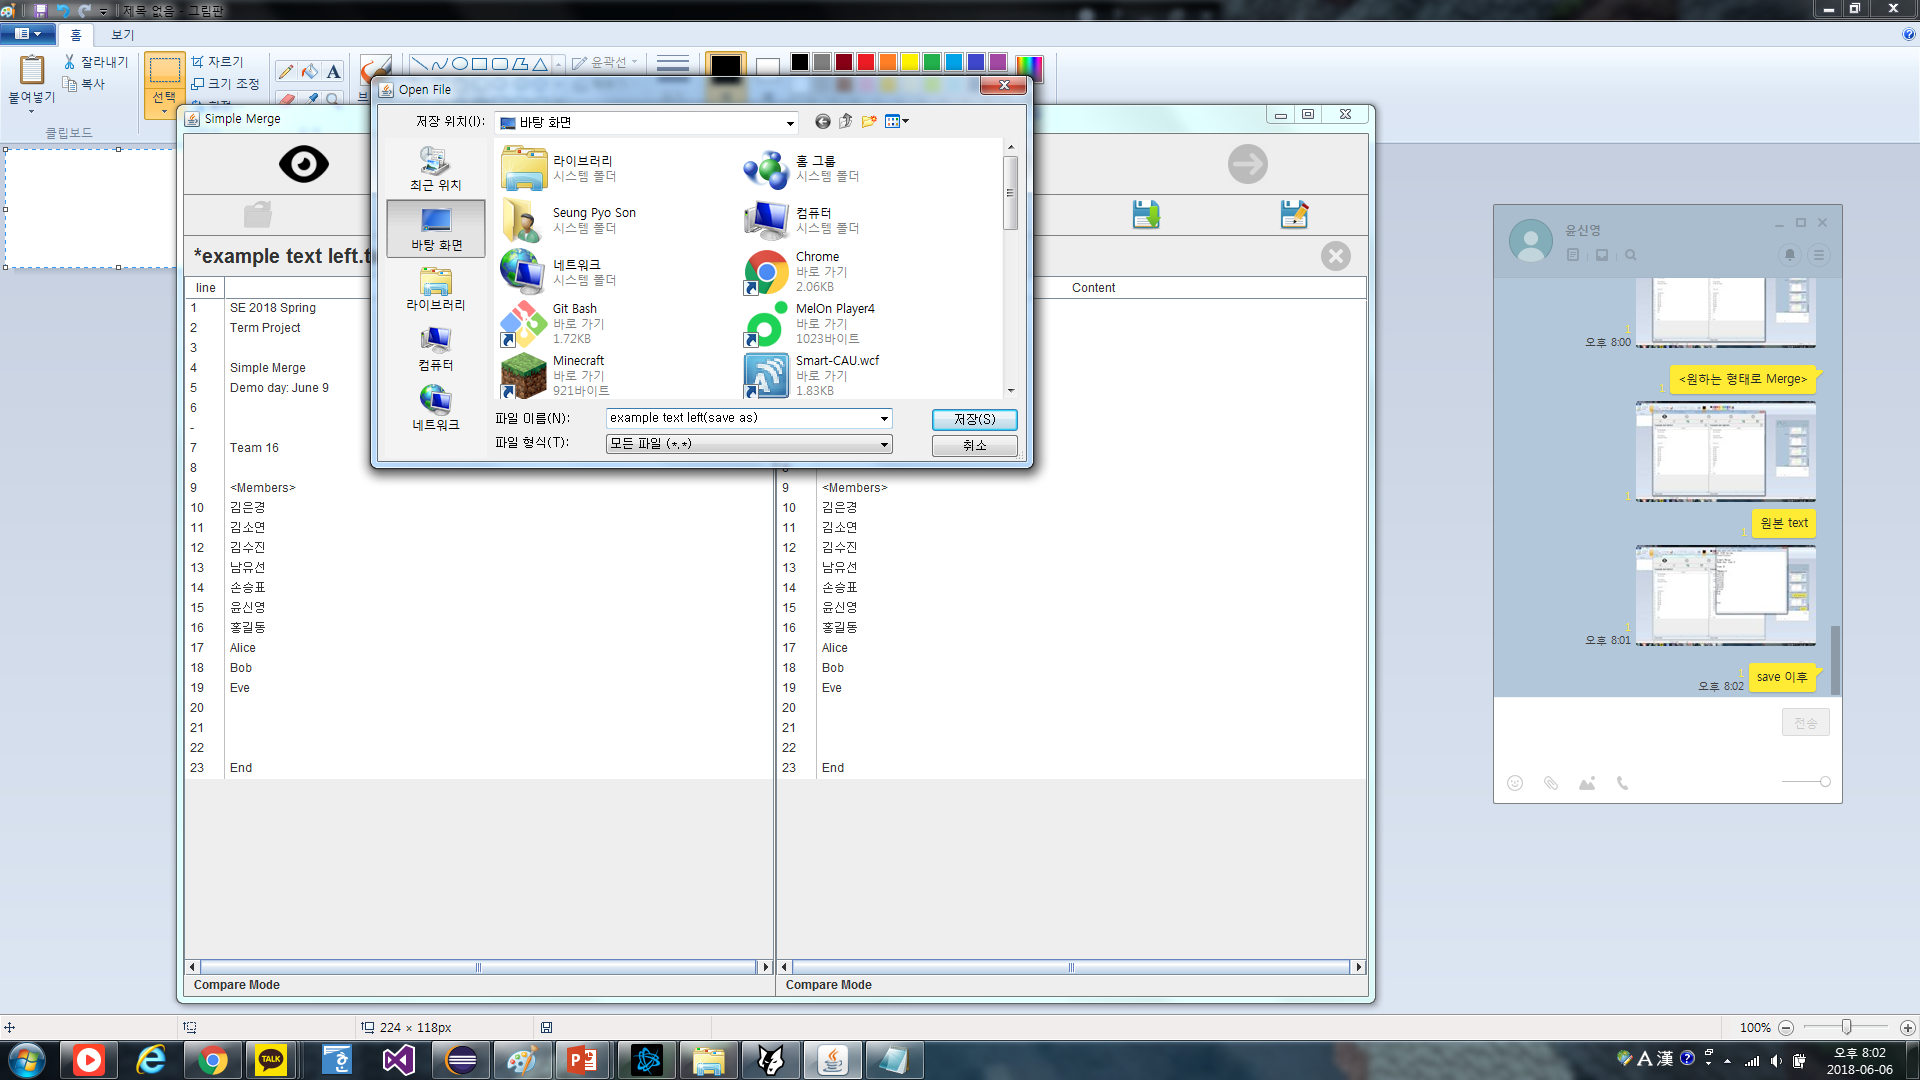 제목 없음 - 그림판
홈
보기
붙여넣기
잘라내기
복사
클립보드
선택
자르기
크기 조정
A
윤곽선
Simple Merge
Open File
저장 위치(I):
바탕 화면
최근 위치
바탕 화면
라이브러리
컴퓨터
네트워크
라이브러리
시스템 폴더
홈 그룹
시스템 폴더
Seung Pyo Son
시스템 폴더
컴퓨터
시스템 폴더
네트워크
시스템 폴더
Chrome
바로 가기
2.06KB
Git Bash
바로 가기
1.72KB
MelOn Player4
바로 가기
1023바이트
Minecraft
바로 가기
921바이트
Smart-CAU.wcf
바로 가기
1.83KB
파일 이름(N):
example text left(save as)
저장(S)
파일 형식(T):
모든 파일 (*.*)
취소
*example text left.t
line
1 SE 2018 Spring
2 Term Project
3
4 Simple Merge
5 Demo day: June 9
6
-
7 Team 16
8
9 <Members>
10 김은경
11 김소연
12 김수진
13 남유선
14 손승표
15 윤신영
16 홍길동
17 Alice
18 Bob
19 Eve
20
21
22
23 End
Compare Mode
Content
9 <Members>
10 김은경
11 김소연
12 김수진
13 남유선
14 손승표
15 윤신영
16 홍길동
17 Alice
18 Bob
19 Eve
20
21
22
23 End
Compare Mode
윤신영
1
오후 8:00
1
<원하는 형태로 Merge>
1
1
원본 text
1
오후 8:01
1
오후 8:02
save 이후
전송
224 × 118px
100%
TALK
A 漢
오후 8:02
2018-06-06